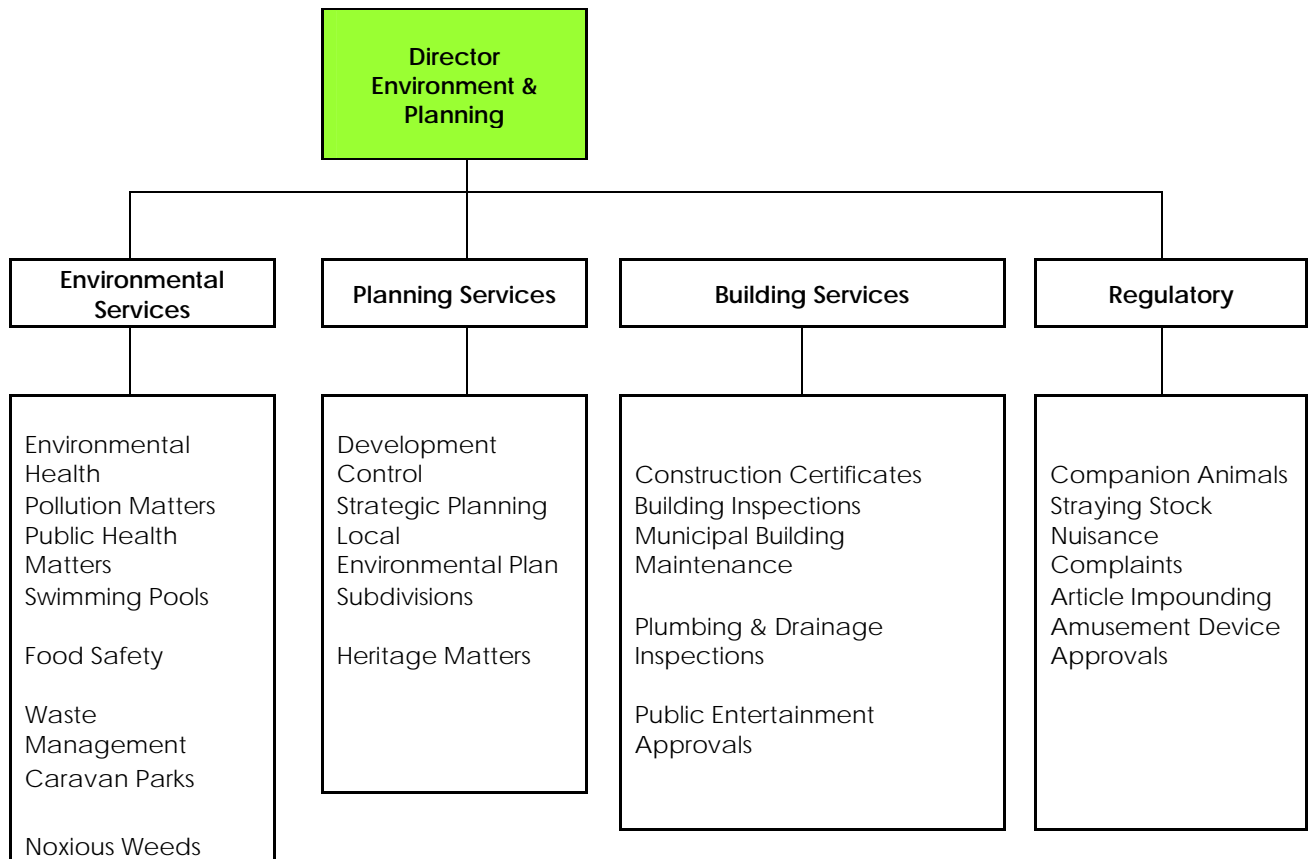 Director
Environment &
Planning
Environmental
Services
Planning Services
Building Services
Regulatory
Environmental
Health
Pollution Matters
Public Health
Matters
Swimming Pools
Food Safety
Waste
Management
Caravan Parks
Noxious Weeds
Development
Control
Strategic Planning
Local
Environmental Plan
Subdivisions
Heritage Matters
Construction Certificates
Building Inspections
Municipal Building
Maintenance
Plumbing & Drainage
Inspections
Public Entertainment
Approvals
Companion Animals
Straying Stock
Nuisance
Complaints
Article Impounding
Amusement Device
Approvals